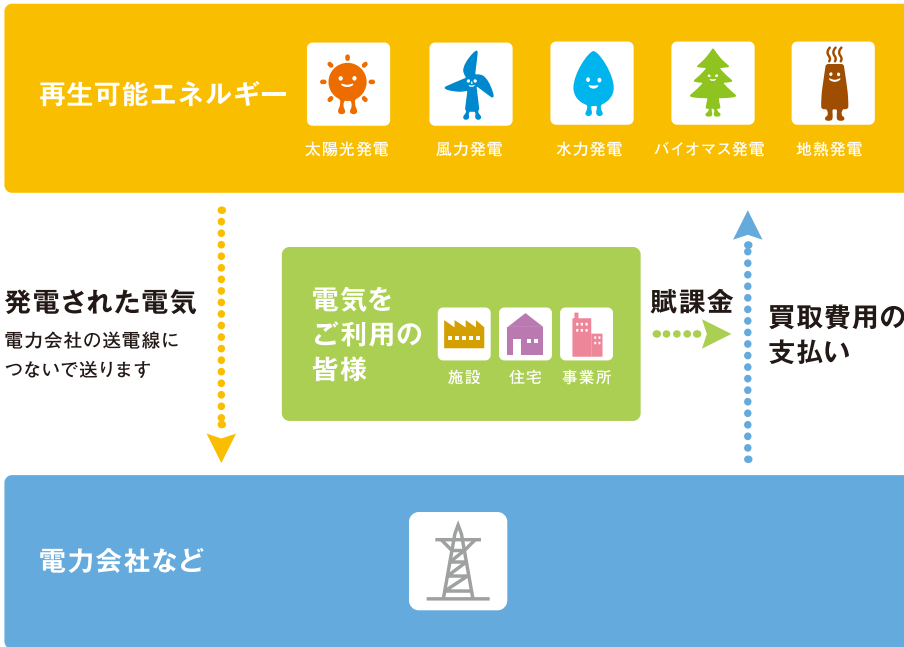 再生可能エネルギー
太陽光発電
風力発電
水力発電
バイオマス発電
地熱発電
発電された電気
電力会社の送電線に
つないで送ります
電気を
ご利用の
皆様
施設
住宅
事業所
賦課金
買取費用の
支払い
電力会社など